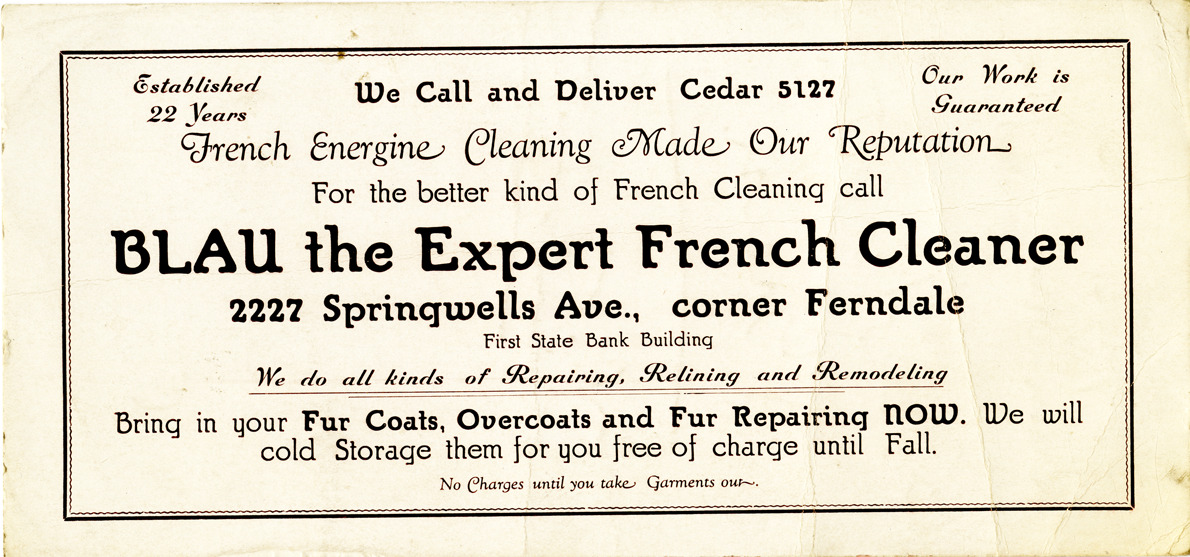 Established
22 Years
We Call and Deliver Cedar 5127
Our Work is
Guaranteed
French Energine Cleaning Made Our Reputation
For the better kind of French Cleaning call
BLAU the Expert French Cleaner
2227 Springwells Ave., corner Ferndale
First State Bank Building
We do all kinds of Repairing, Relining and Remodeling
Bring in your Fur Coats, Overcoats and Fur Repairing NOW. We will
cold Storage them for you free of charge until Fall.
No Charges until you take Garments out.